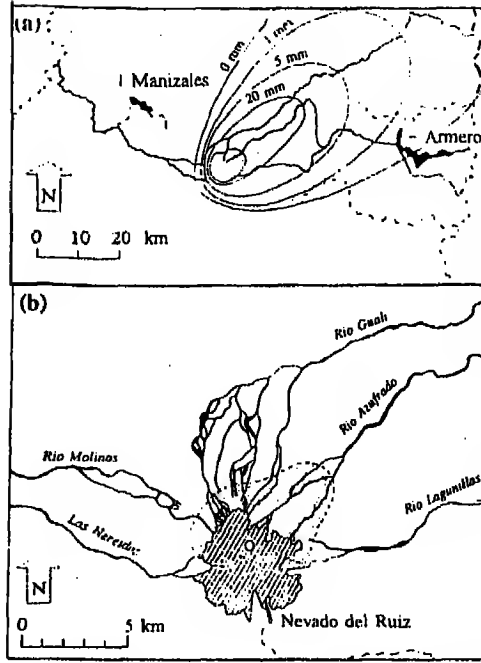 (a)
0 mm
1 mm
5 mm
20 mm
Manizales
Armero
N
0 10 20 km
(b)
Rio Guali
Rio Azufrado
Rio Molinos
Rio Lagunillas
Las Nereidas
N
0 5 km
Nevado del Ruiz